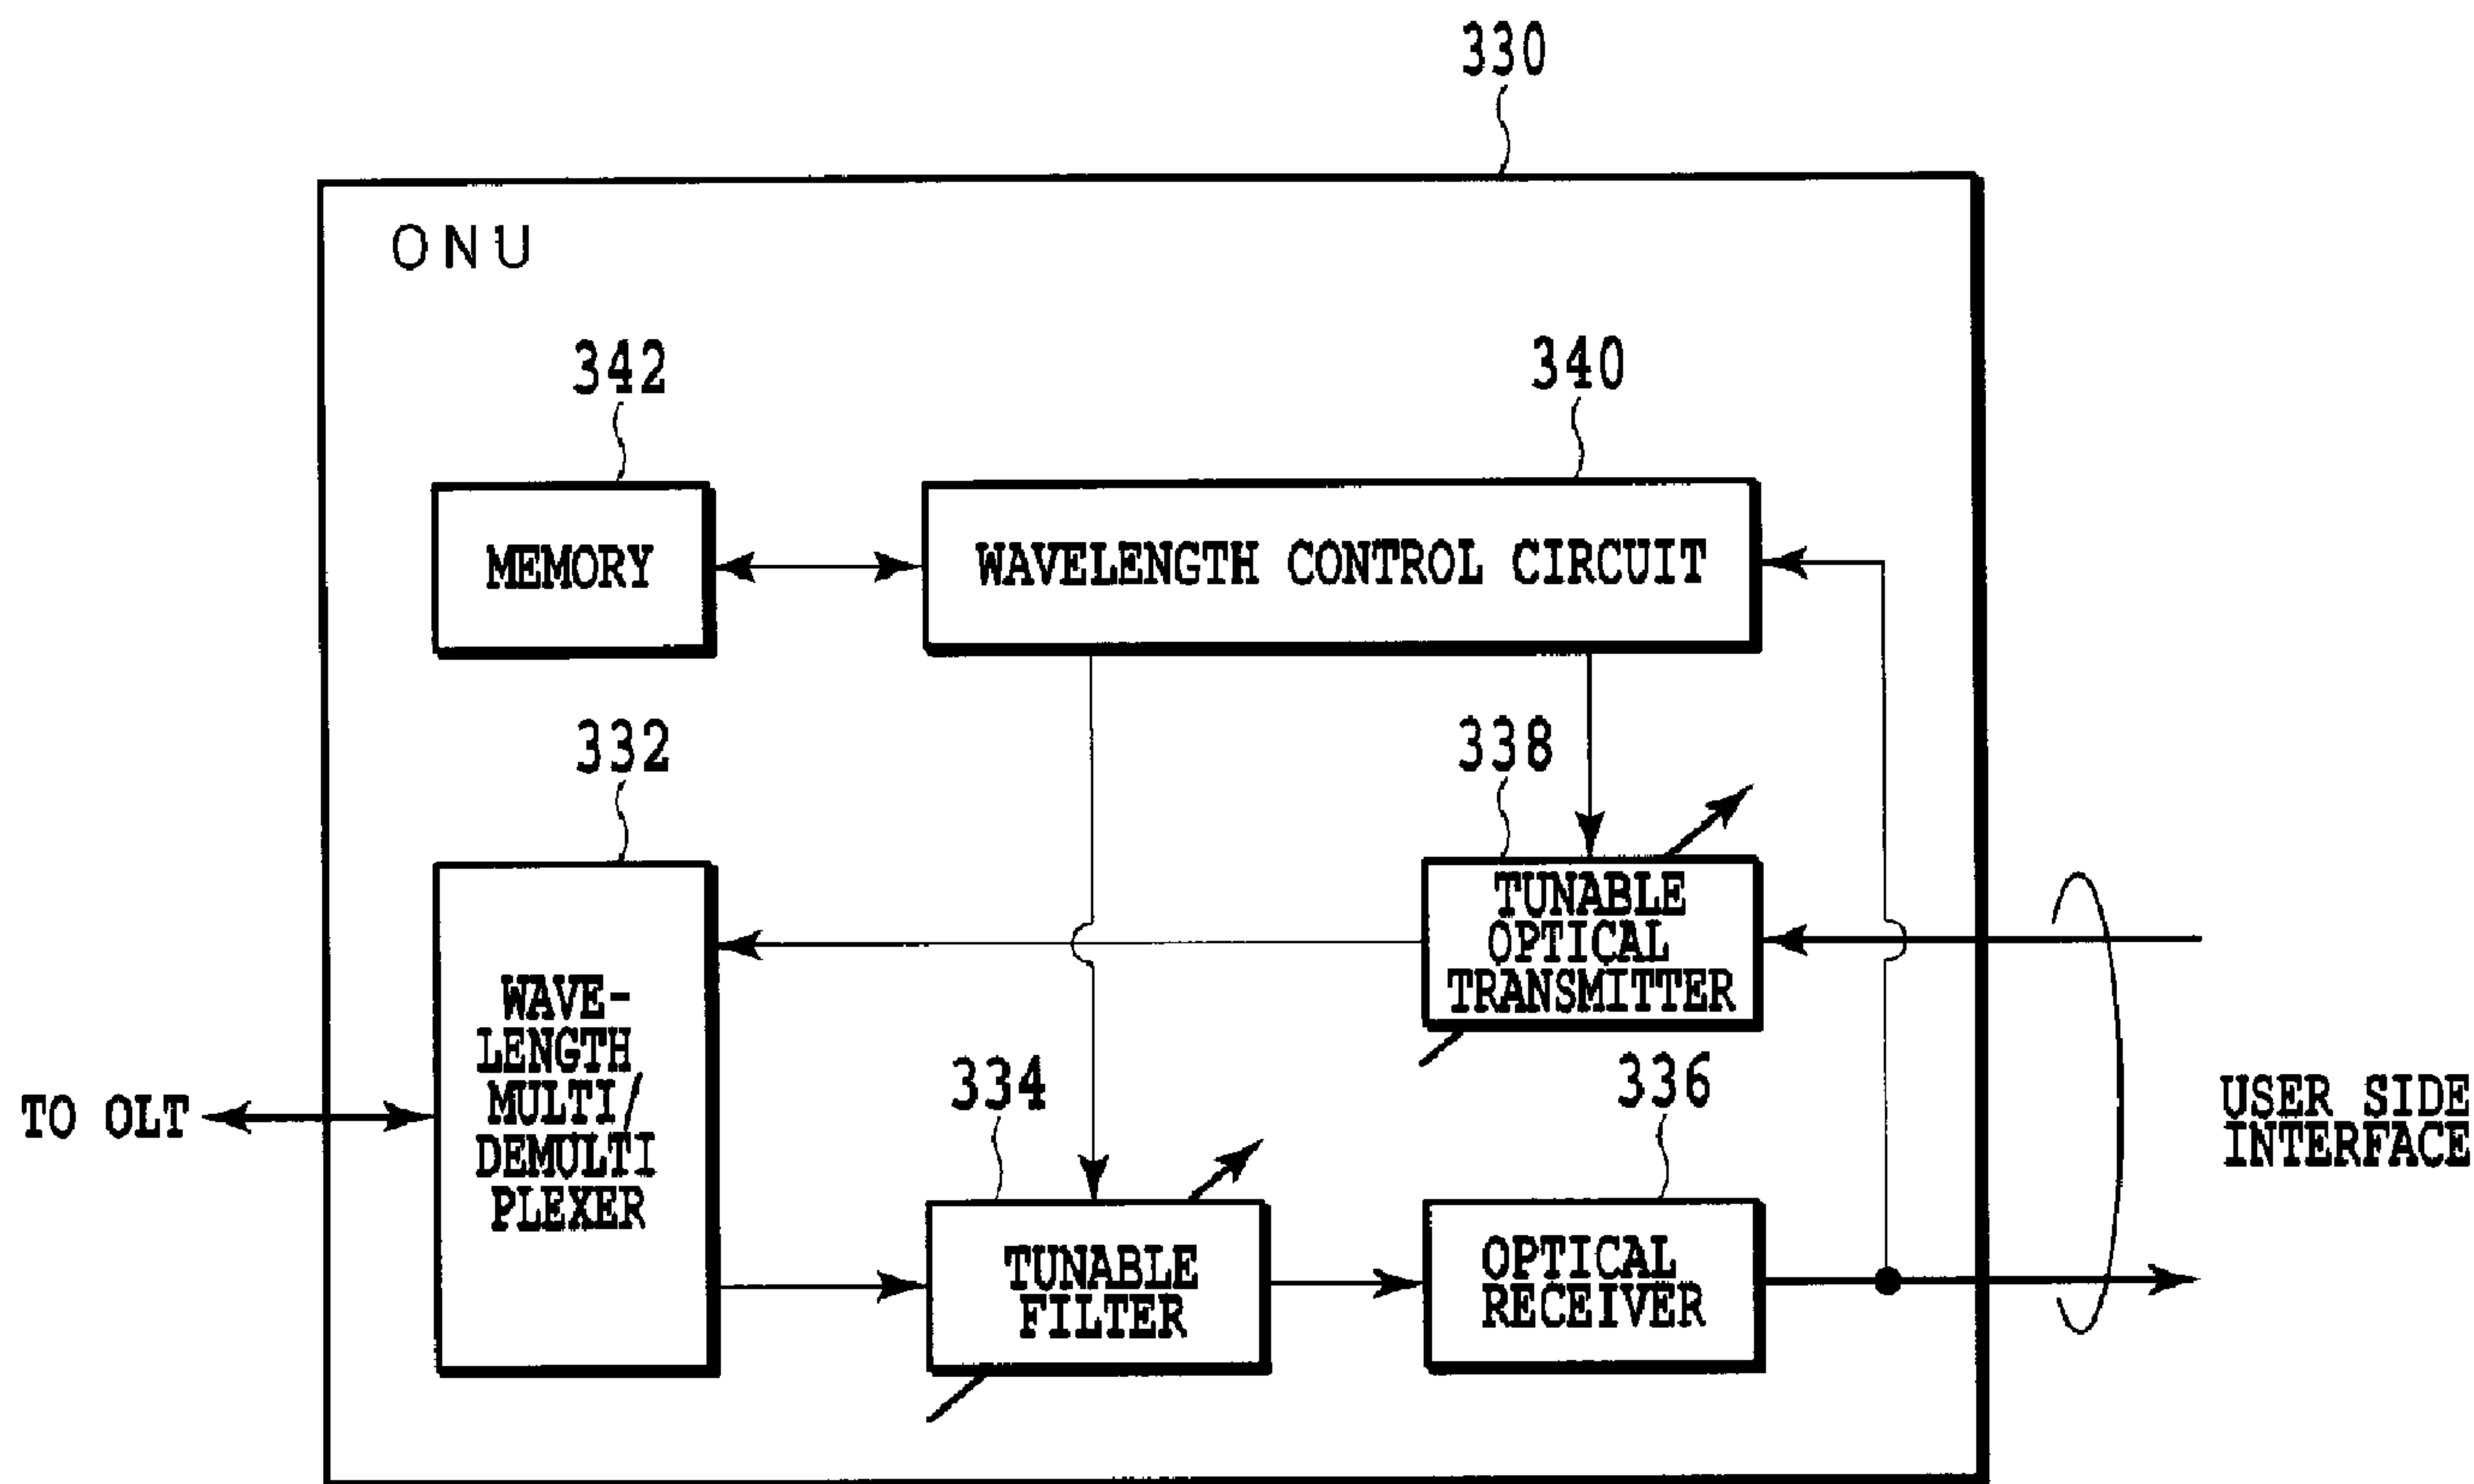 330
ONU
342
340
MEMORY
WAVELENGTH CONTROL CIRCUIT
332
338
TUNABLE
OPTICAL
TRANSMITTER
WAVE-
LENGTH
MULTI/
DEMULTI
PLEXER
TO OLT
334
336
USER SIDE
INTERFACE
TUNABLE
FILTER
OPTICAL
RECEIVER